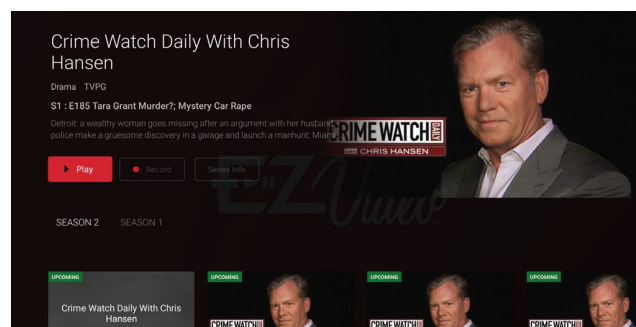 Crime Watch Daily With Chris
Hansen
Drama TVPG
S1 : E185 Tara Grant Murder?; Mystery Car Rape
Detroit: a wealthy woman goes missing after an argument with her husband;
police make a gruesome discovery in a garage and launch a manhunt; Miami
CRIME WATCH DAILY
WITH CHRIS HANSEN
Play
Record
Series Info
EZ Video
SEASON 2 SEASON 1
UPCOMING UPCOMING UPCOMING UPCOMING
Crime Watch Daily With Chris
Hansen
CRIME WATCH CRIME WATCH CRIME WATCH